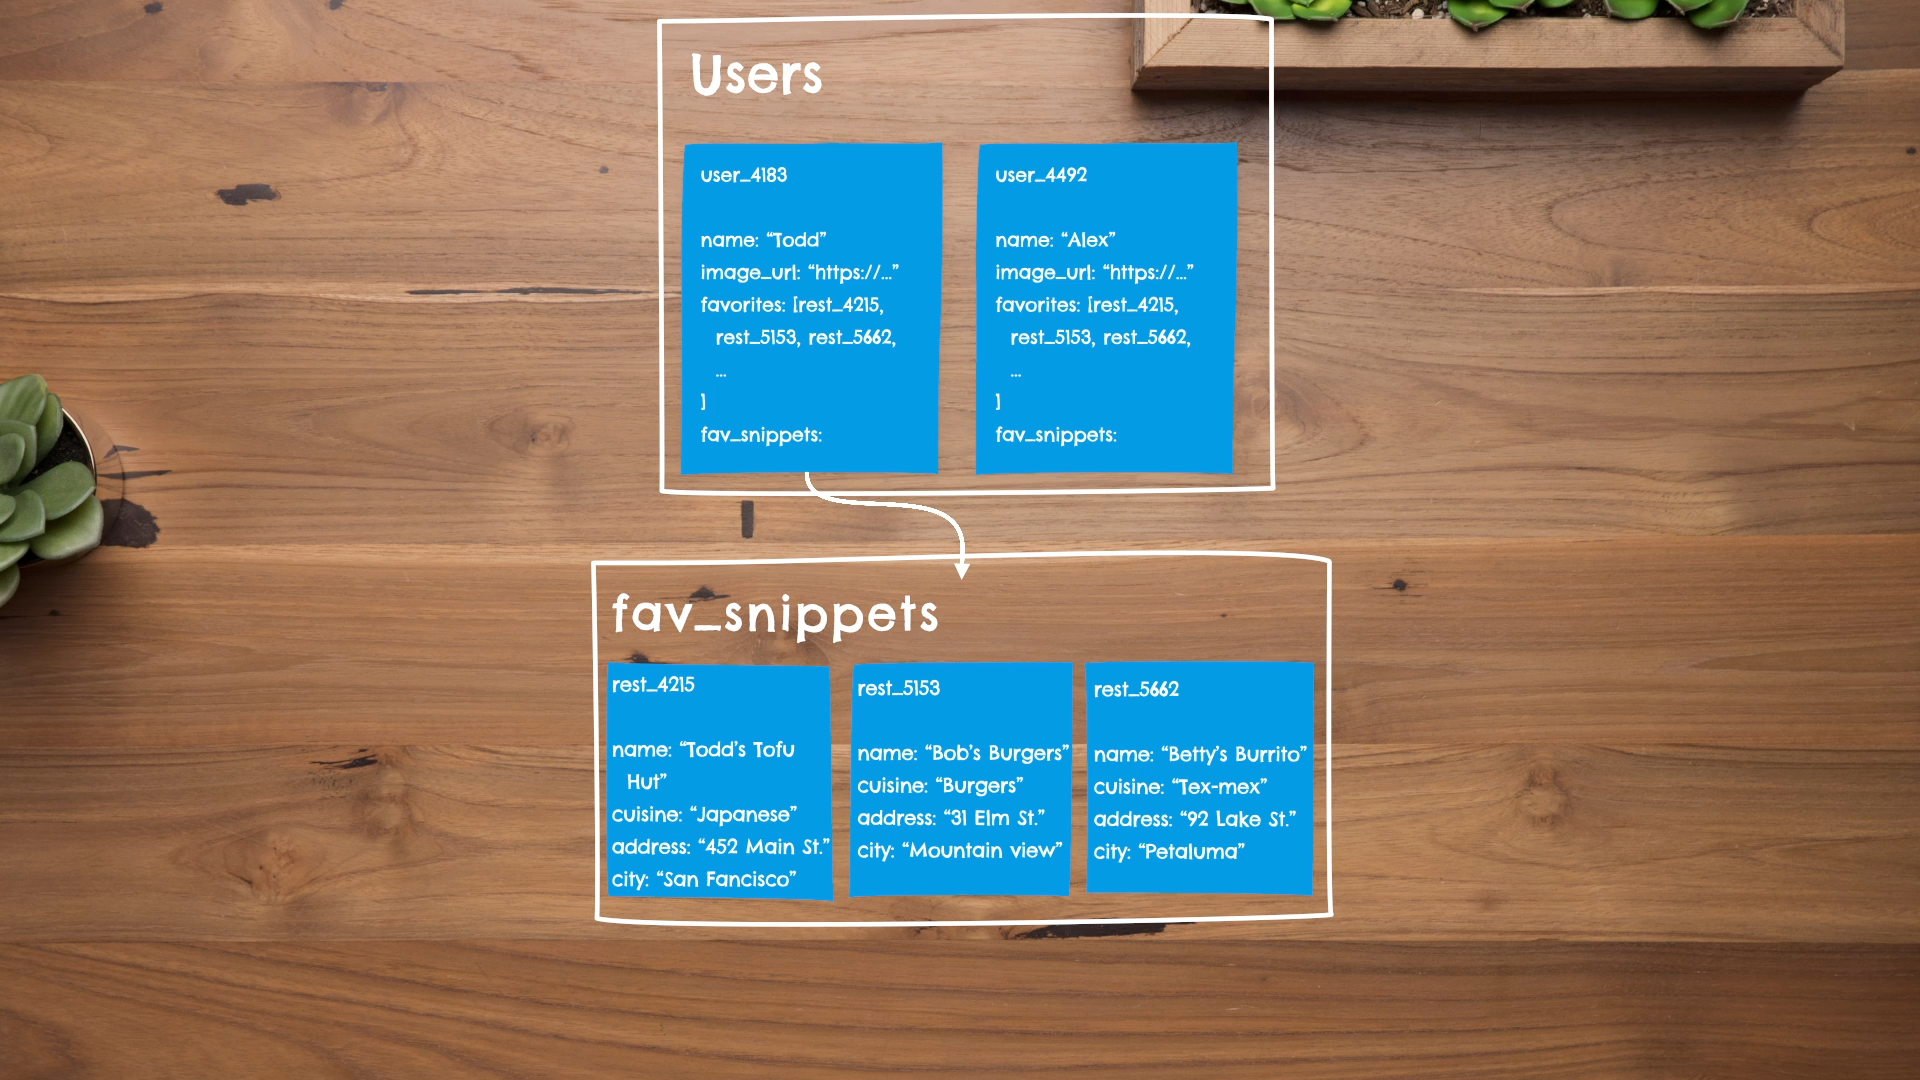 Users
user_4183
name: “Todd”
image_url: “https://...”
favorites: [rest_4215,
rest_5153, rest_5662,
...
]
fav_snippets:
user_4492
name: “Alex”
image_url: “https://...”
favorites: [rest_4215,
rest_5153, rest_5662,
...
]
fav_snippets:
fav_snippets
rest_4215
name: “Todd’s Tofu
Hut”
cuisine: “Japanese”
address: “452 Main St.”
city: “San Fancisco”
rest_5153
name: “Bob’s Burgers”
cuisine: “Burgers”
address: “31 Elm St.”
city: “Mountain view”
rest_5662
name: “Betty’s Burrito”
cuisine: “Tex-mex”
address: “92 Lake St.”
city: “Petaluma”